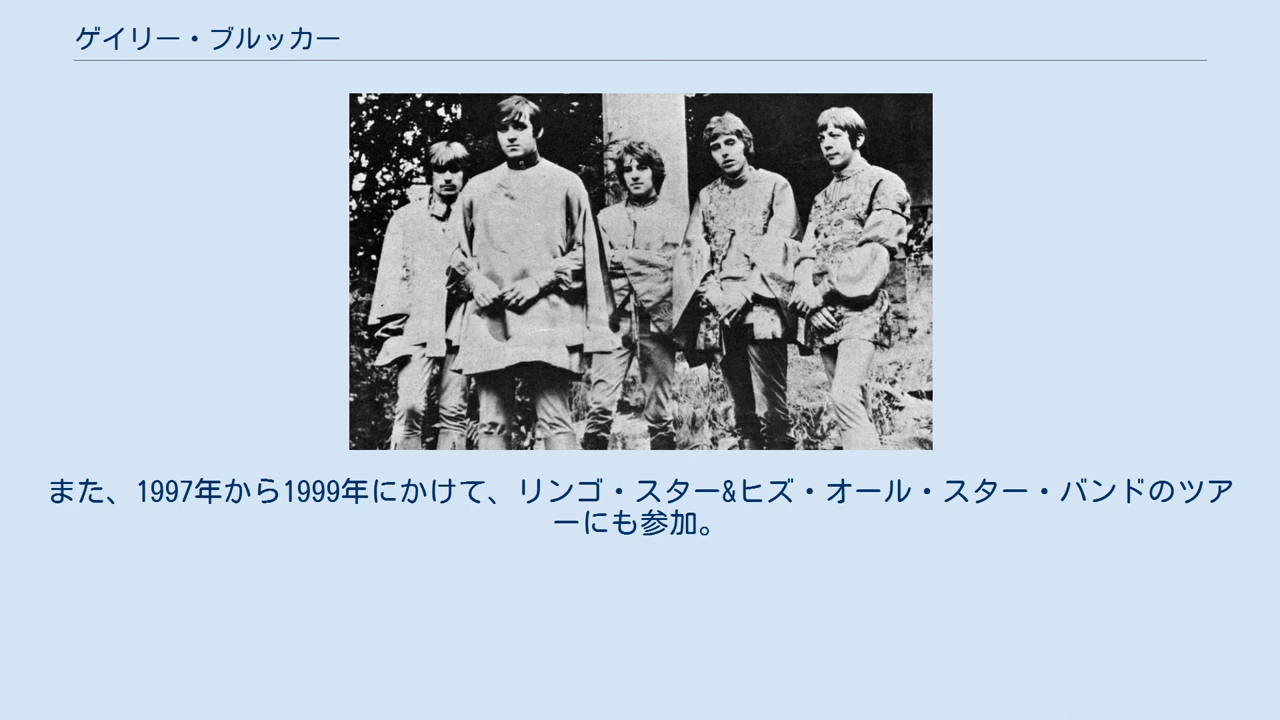 ゲイリー・ブルッカー
また、1997年から1999年にかけて、リンゴ・スター&ヒズ・オール・スター・バンドのツア
ーにも参加。